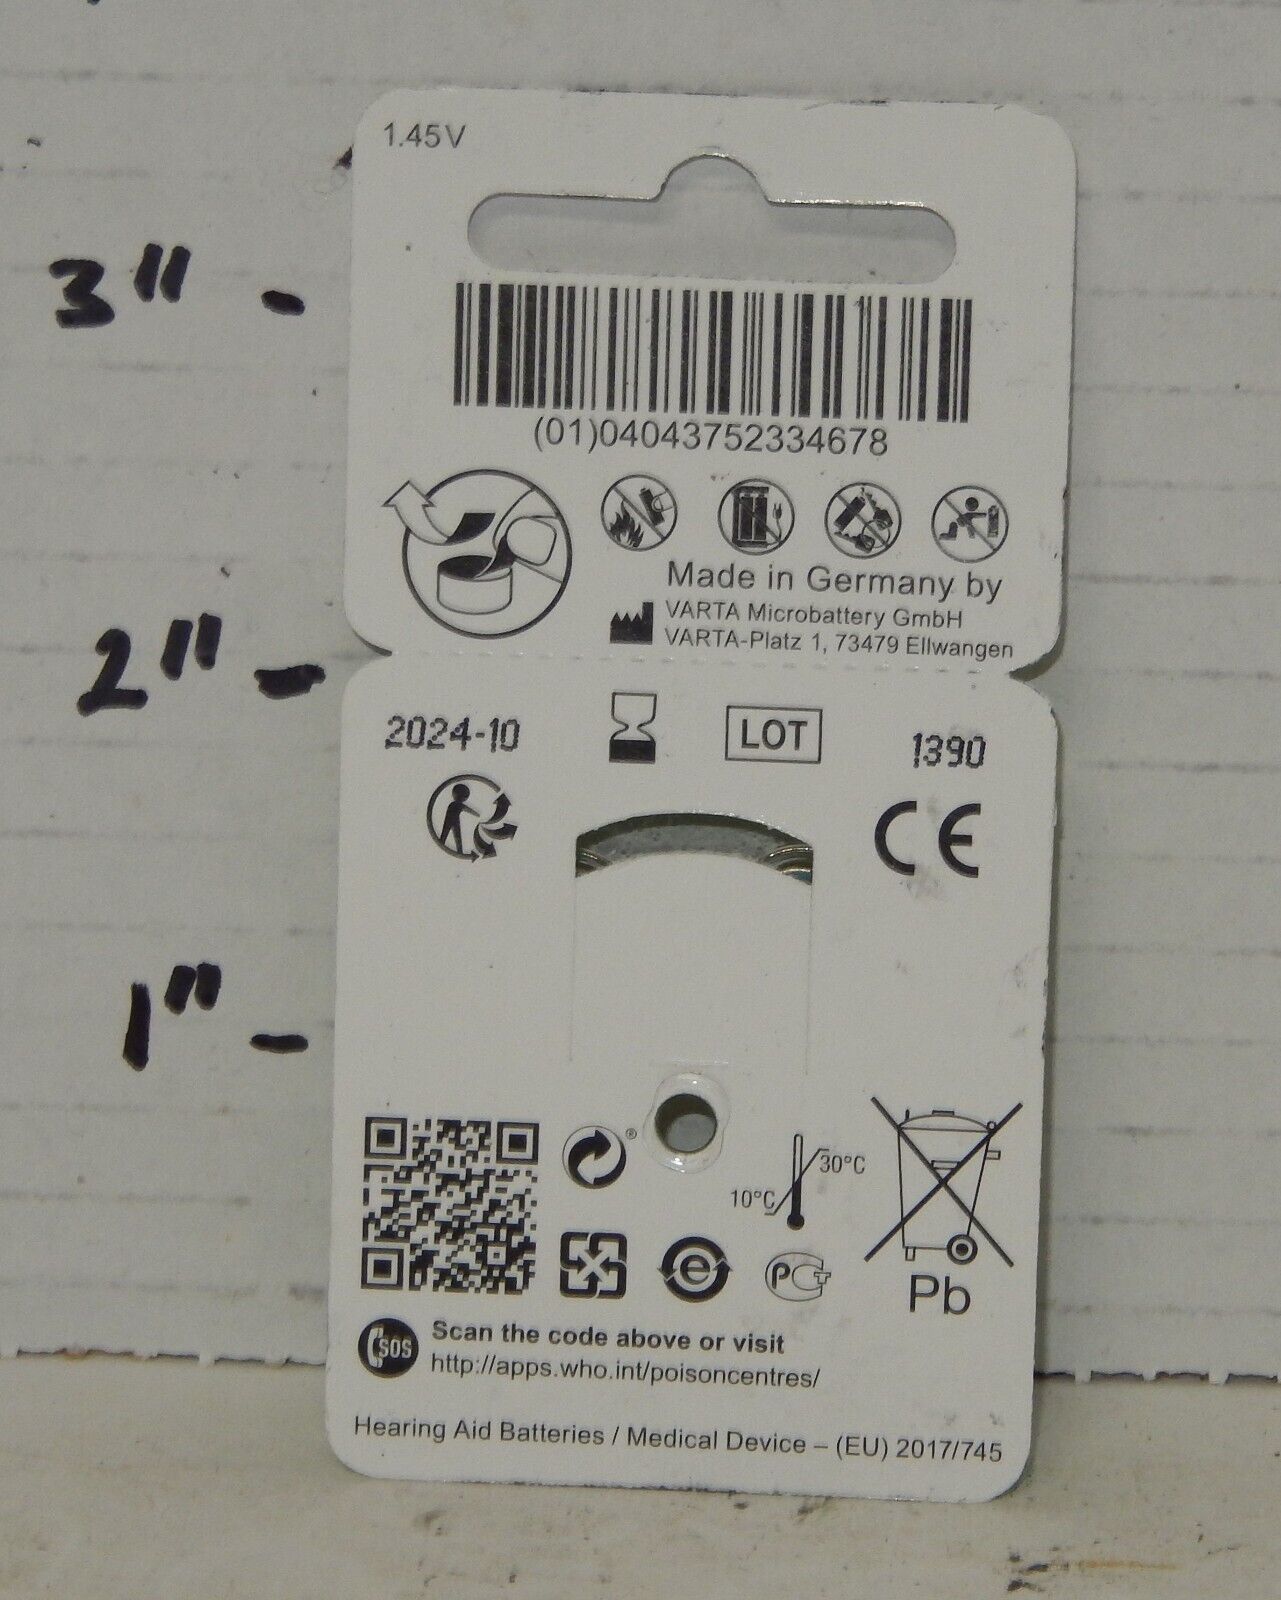 1.45V
3"
(01)04043752334678
Made in Germany by
VARTA Microbattery GmbH
VARTA-Platz 1, 73479 Ellwangen
2"
2024-10
LOT
1390
CE
1"
®
30°C
10°C
e
PCT
Pb
SOS
Scan the code above or visit
http://apps.who.int/poisoncentres/
Hearing Aid Batteries / Medical Device – (EU) 2017/745